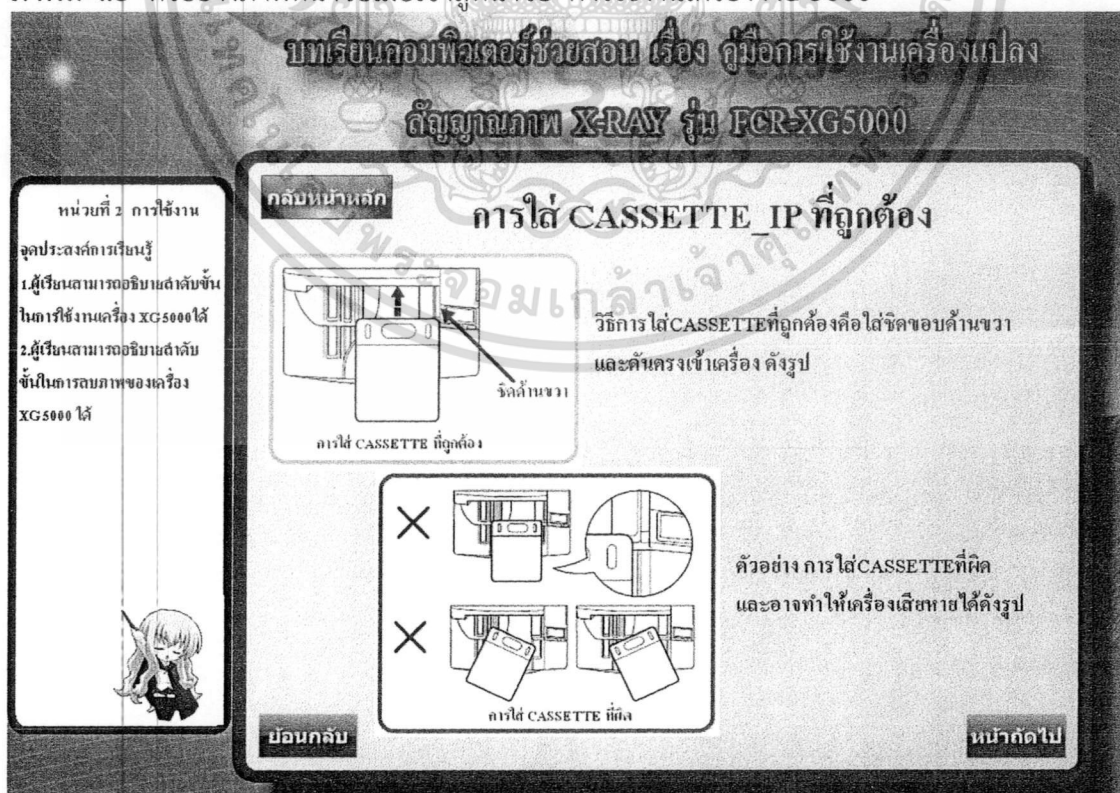 บทเรียนคอมพิวเตอร์ช่วยสอน เรื่อง คู่มือการใช้งานเครื่องแปลง
สัญญาณภาพ X-RAY รุ่น FCR-XG5000
หน่วยที่ 2 การใช้งาน
จุดประสงค์การเรียนรู้
1.ผู้เรียนสามารถอธิบายลำดับขั้น
ในการใช้งานเครื่อง XG5000ได้
2.ผู้เรียนสามารถอธิบายลำดับ
ขั้นในการลบภาพของเครื่อง
XG5000 ได้
กลับหน้าหลัก
การใส่ CASSETTE_IP ที่ถูกต้อง
ชิดด้านขวา
การใส่ CASSETTE ที่ถูกต้อง
วิธีการใส่CASSETTEที่ถูกต้องคือใส่ชิดขอบด้านขวา
และดันตรงเข้าเครื่อง ดังรูป
ตัวอย่าง การใส่CASSETTEที่ผิด
และอาจทำให้เครื่องเสียหายได้ดังรูป
การใส่ CASSETTE ที่ผิด
ย้อนกลับ
หน้าถัดไป
พระจอมเกล้าเจ้าคุณ